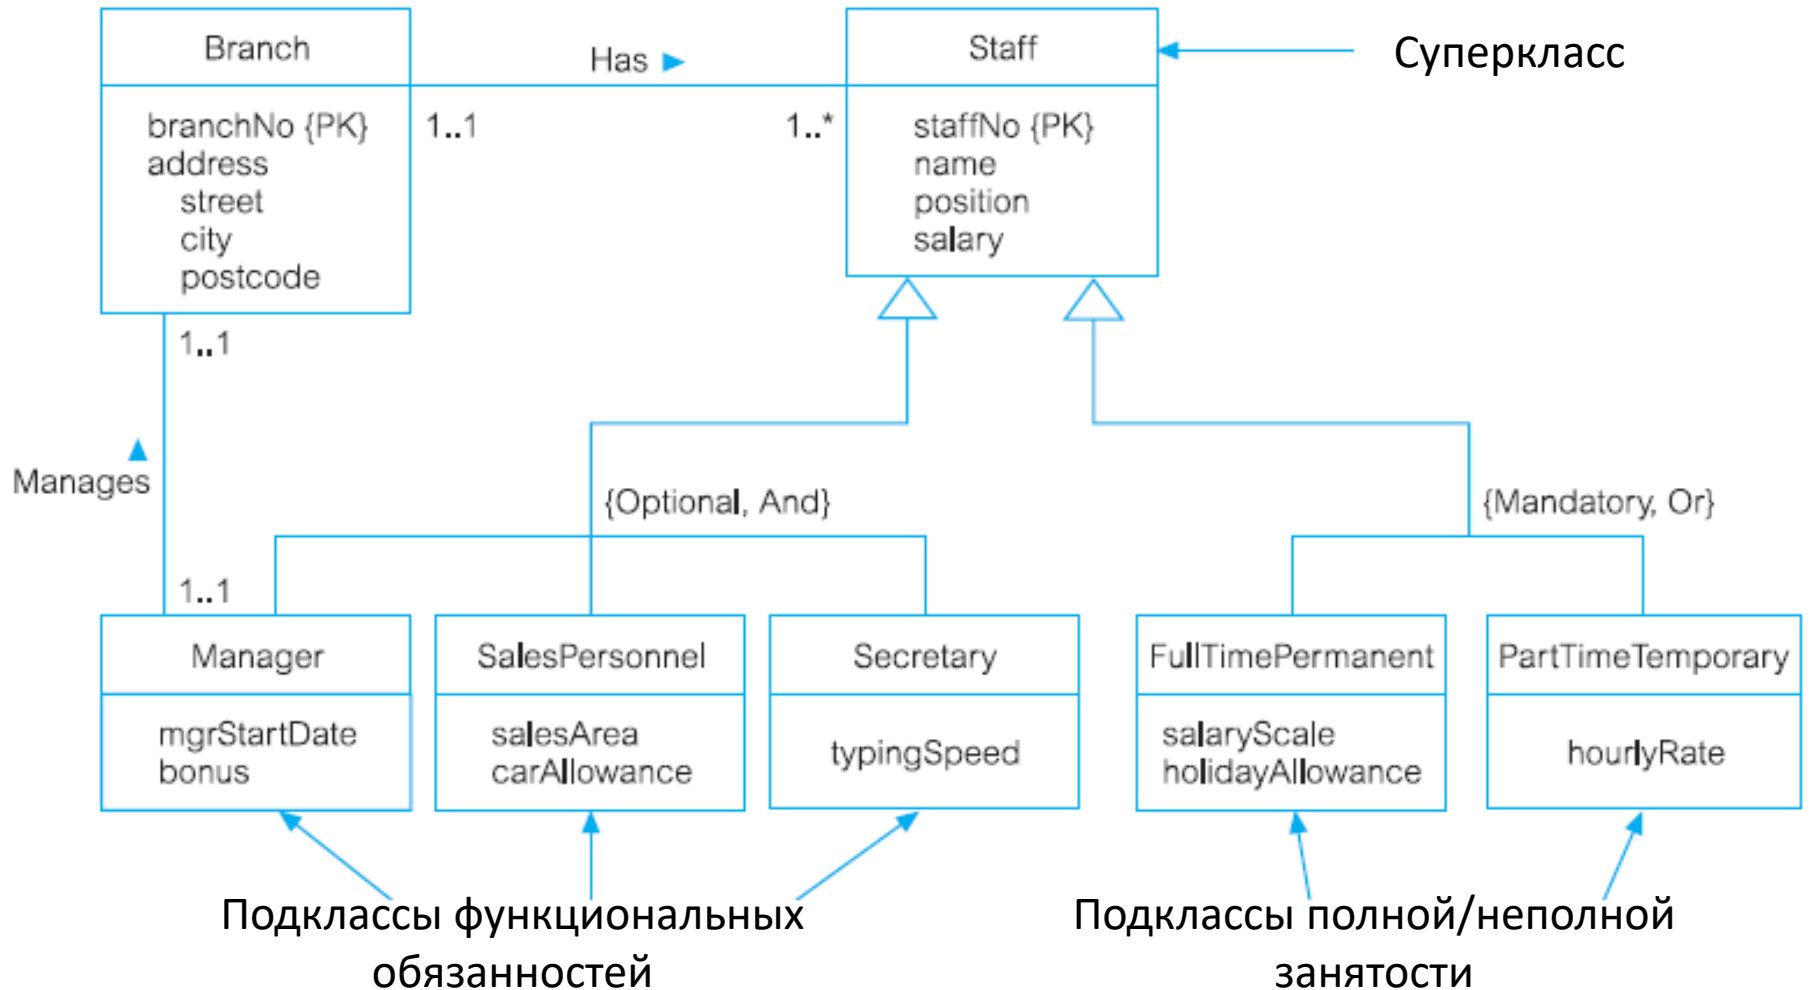 Branch
branchNo {PK}
address
street
city
postcode
Has
1..1
1..*
Staff
staffNo {PK}
name
position
salary
Суперкласс
1..1
Manages
1..1
{Optional, And}
{Mandatory, Or}
Manager
mgrStartDate
bonus
SalesPersonnel
salesArea
carAllowance
Secretary
typingSpeed
FullTimePermanent
salaryScale
holidayAllowance
PartTimeTemporary
hourlyRate
Подклассы функциональных
обязанностей
Подклассы полной/неполной
занятости